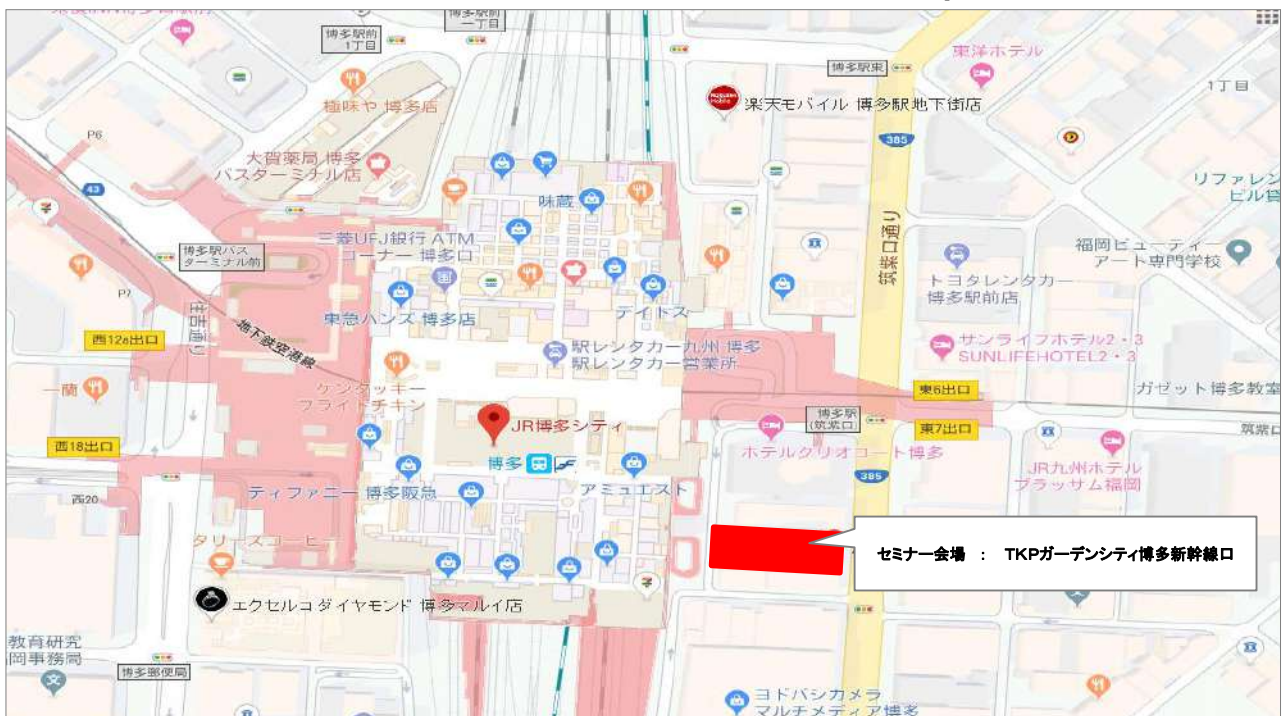 博多駅前
一丁目
博多駅前
1丁目
博多駅東
東洋ホテル
1丁目
極味や 博多店
楽天モバイル 博多駅地下街店
P6
385
大賀薬局 博多
バスターミナル店
43
リファレン
ビル貸
味蔵
三菱UFJ銀行 ATM
コーナー 博多口
博多駅バス
ターミナル前
筑紫口通り
福岡ビューティー
アート専門学校
トヨタレンタカー
博多駅前店
P7
住吉通り
東急ハンズ 博多店
デイトス
地下鉄空港線
西12a出口
駅レンタカー九州 博多
駅レンタカー営業所
サンライフホテル2・3
SUNLIFEHOTEL2・3
一蘭
ケンタッキー
フライドチキン
東6出口
ガゼット博多教室
JR博多シティ
博多駅
(筑紫口)
東7出口
筑紫口
西18出口
博多
ホテルクリオコート博多
JR九州ホテル
ブラッサム福岡
385
西20
ティファニー 博多阪急
アミュエスト
タリーズコーヒー
セミナー会場 : TKPガーデンシティ博多新幹線口
エクセルコ ダイヤモンド 博多マルイ店
教育研究
岡事務局
博多郵便局
ヨドバシカメラ
マルチメディア博多